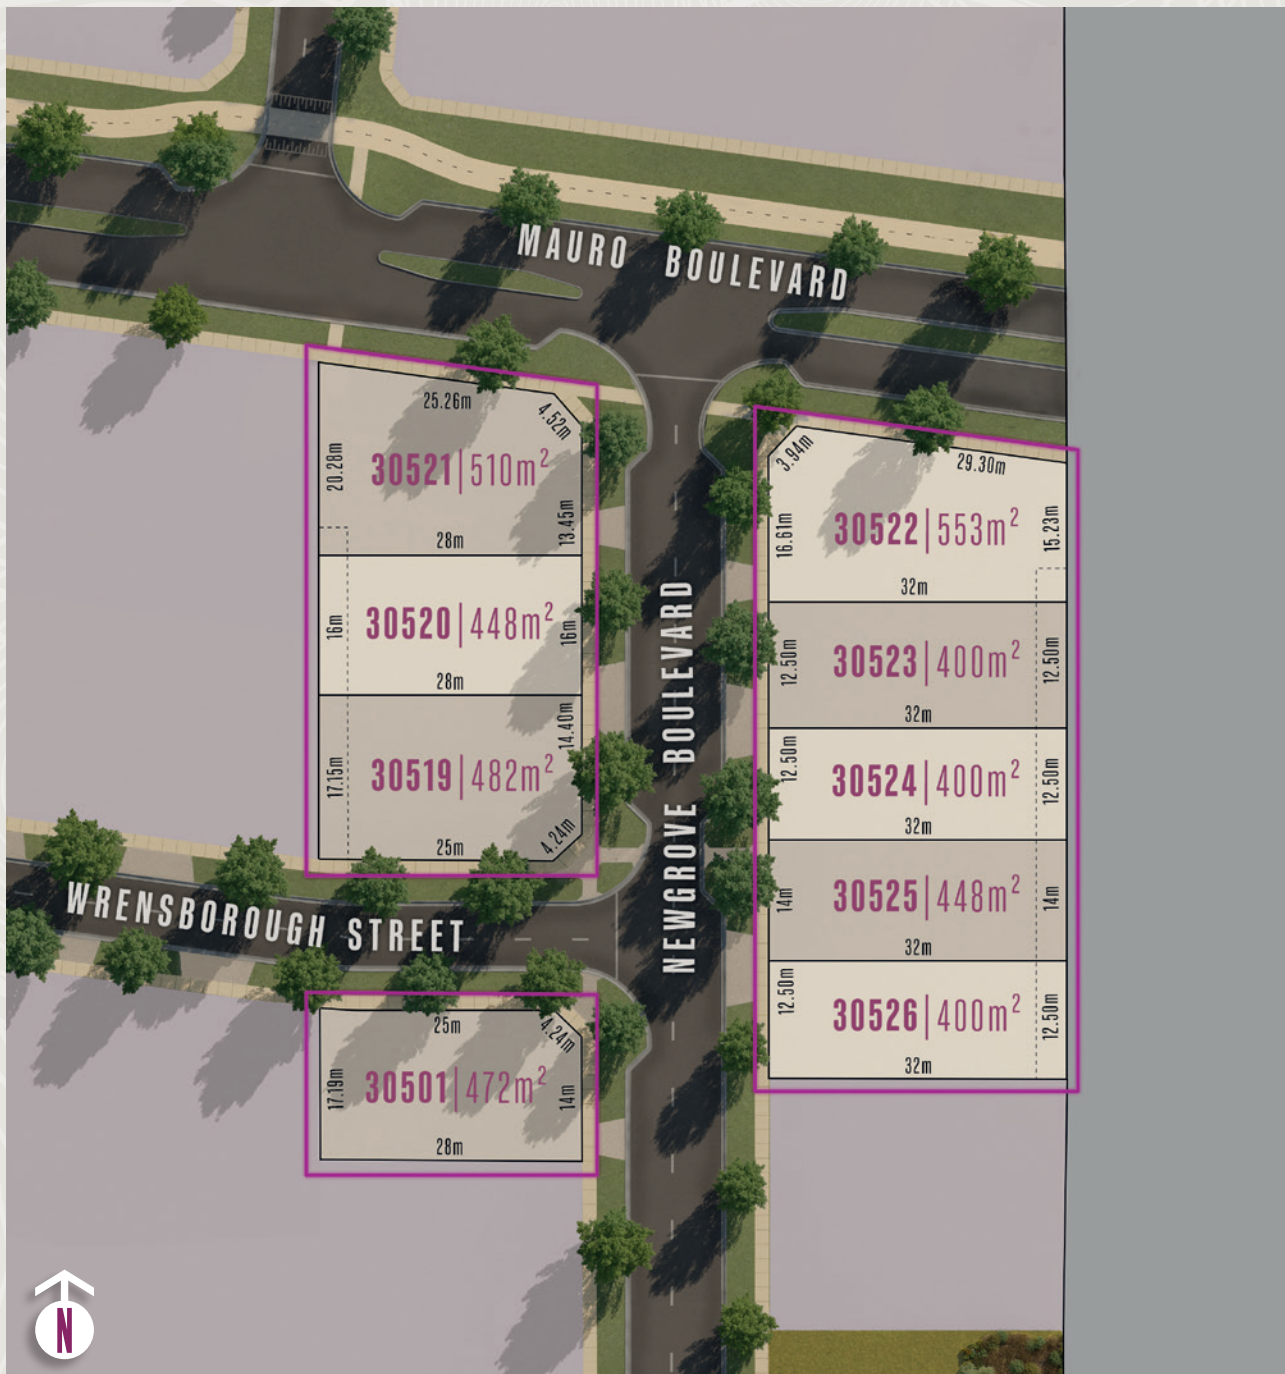 MAURO BOULEVARD
25.26m
4.52m
20.28m
30521|510m²
13.45m
28m
16m
30520|448m²
16m
28m
14.40m
17.15m
30519|482m²
4.24m
25m
WRENSBOROUGH STREET
NEWGROVE BOULEVARD
25m
4.24m
17.19m
30501|472m²
14m
28m
3.94m
29.30m
16.61m
30522|553m²
15.23m
32m
12.50m
30523|400m²
12.50m
32m
12.50m
30524|400m²
12.50m
32m
14m
30525|448m²
14m
32m
12.50m
30526|400m²
12.50m
32m
N